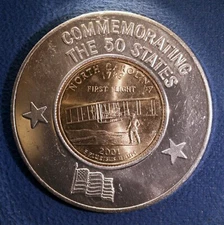 COMMEMORATING
THE 50 STATES
NORTH CAROLINA
FIRST FLIGHT
2001